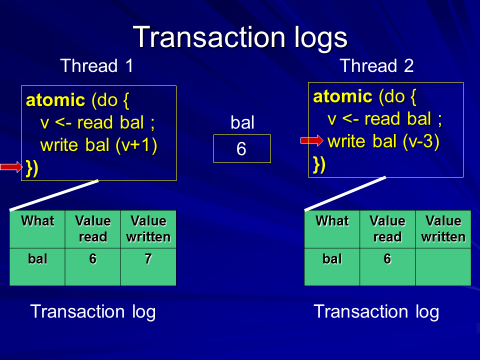 Transaction logs
Thread 1
atomic (do {
v <- read bal ;
write bal (v+1)
})
bal
6
Thread 2
atomic (do {
v <- read bal ;
write bal (v-3)
})
What Value read Value written
bal 6 7
Transaction log
What Value read Value written
bal 6
Transaction log